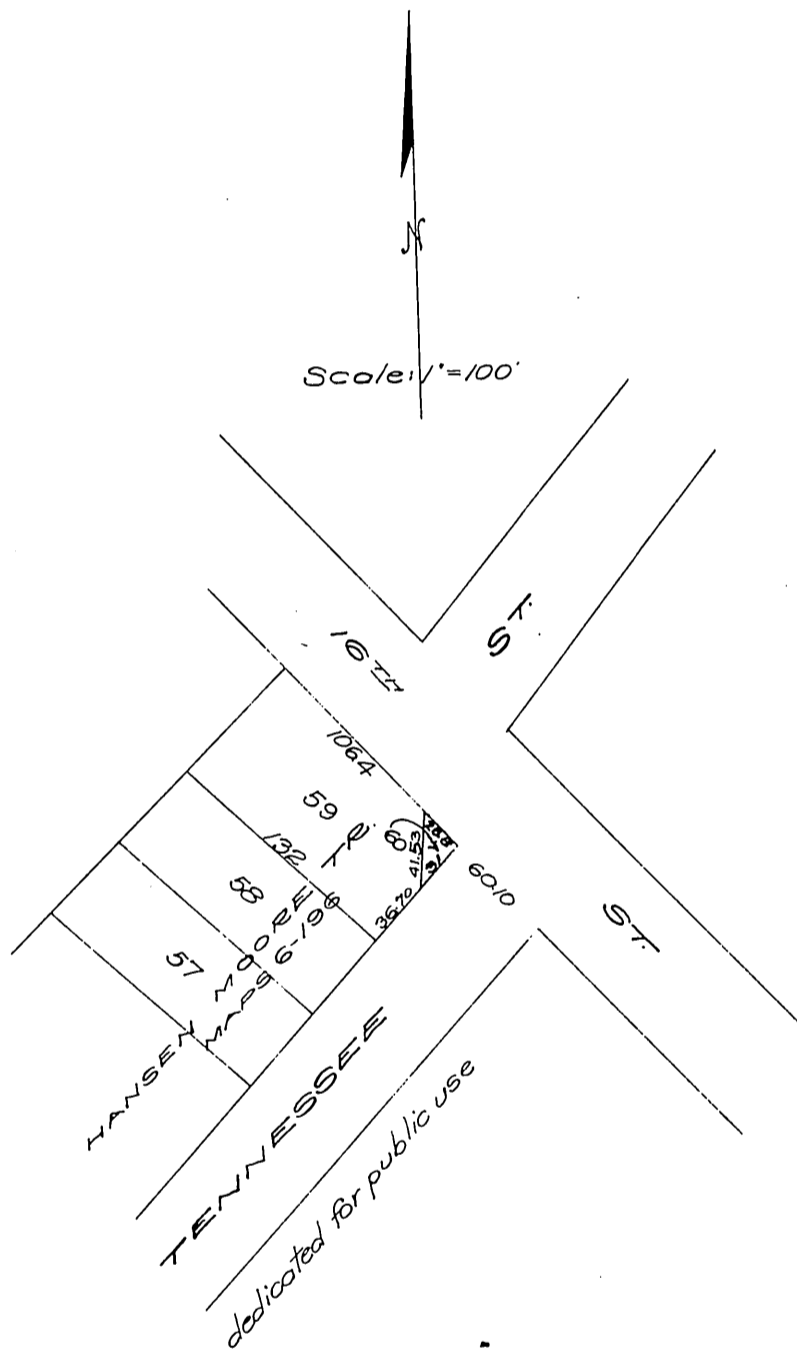 N
Scale: 1"=100'
16TH
ST.
106.4
59
132
60
41.53
36.70
60.10
58
57
HANSEN MOORE TR.
MAPS 6-196
TENNESSEE
ST.
dedicated for public use